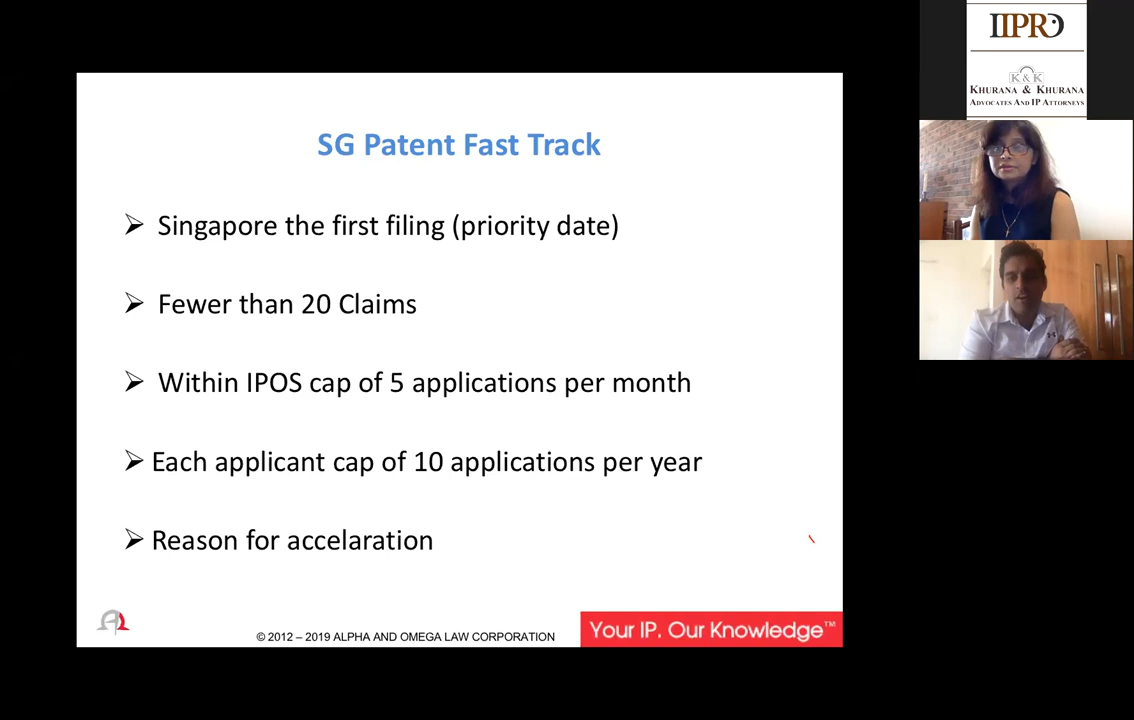 SG Patent Fast Track
➢ Singapore the first filing (priority date)
➢ Fewer than 20 Claims
➢ Within IPOS cap of 5 applications per month
➢ Each applicant cap of 10 applications per year
➢ Reason for accelaration
© 2012 – 2019 ALPHA AND OMEGA LAW CORPORATION
Your IP. Our Knowledge™
IIPRD
K&K
KHURANA & KHURANA
ADVOCATES AND IP ATTORNEYS